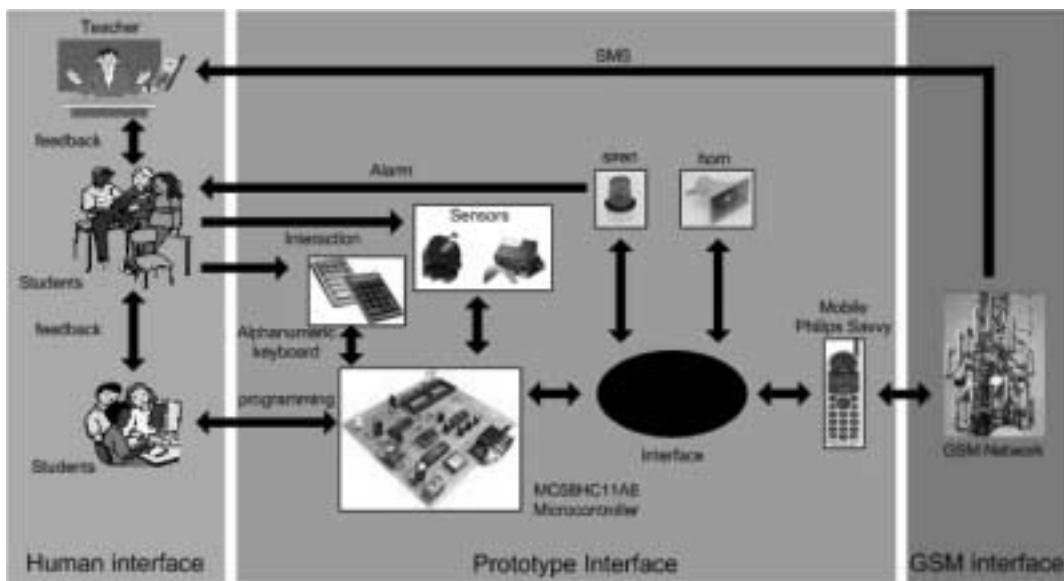 Teacher
SMS
feedback
siren
horn
Alarm
Sensors
Interaction
Students
feedback
Alphanumeric
keyboard
Mobile
Philips Savvy
programming
Students
Interface
GSM Network
Microcontroller
Human interface
Prototype Interface
GSM interface